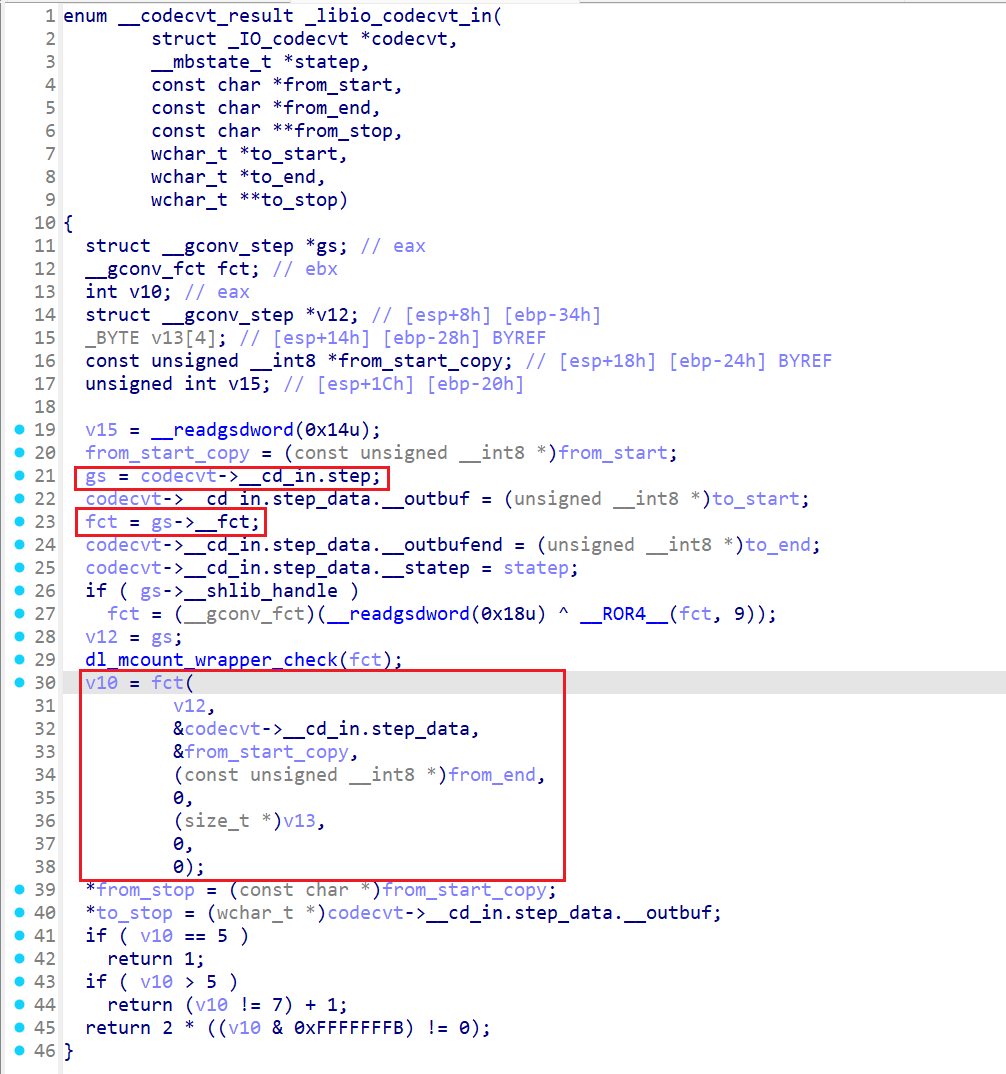 1 enum __codecvt_result _libio_codecvt_in(
2 struct _IO_codecvt *codecvt,
3 __mbstate_t *statep,
4 const char *from_start,
5 const char *from_end,
6 const char **from_stop,
7 wchar_t *to_start,
8 wchar_t *to_end,
9 wchar_t **to_stop)
10 {
11 struct __gconv_step *gs; // eax
12 __gconv_fct fct; // ebx
13 int v10; // eax
14 struct __gconv_step *v12; // [esp+8h] [ebp-34h]
15 _BYTE v13[4]; // [esp+14h] [ebp-28h] BYREF
16 const unsigned __int8 *from_start_copy; // [esp+18h] [ebp-24h] BYREF
17 unsigned int v15; // [esp+1Ch] [ebp-20h]
18
19 v15 = __readgsdword(0x14u);
20 from_start_copy = (const unsigned __int8 *)from_start;
21 gs = codecvt->__cd_in.step;
22 codecvt->__cd_in.step_data.__outbuf = (unsigned __int8 *)to_start;
23 fct = gs->__fct;
24 codecvt->__cd_in.step_data.__outbufend = (unsigned __int8 *)to_end;
25 codecvt->__cd_in.step_data.__statep = statep;
26 if ( gs->__shlib_handle )
27 fct = (__gconv_fct)(__readgsdword(0x18u) ^ __ROR4__(fct, 9));
28 v12 = gs;
29 dl_mcount_wrapper_check(fct);
30 v10 = fct(
31 v12,
32 &codecvt->__cd_in.step_data,
33 &from_start_copy,
34 (const unsigned __int8 *)from_end,
35 0,
36 (size_t *)v13,
37 0,
38 0);
39 *from_stop = (const char *)from_start_copy;
40 *to_stop = (wchar_t *)codecvt->__cd_in.step_data.__outbuf;
41 if ( v10 == 5 )
42 return 1;
43 if ( v10 > 5 )
44 return (v10 != 7) + 1;
45 return 2 * ((v10 & 0xFFFFFFFB) != 0);
46 }